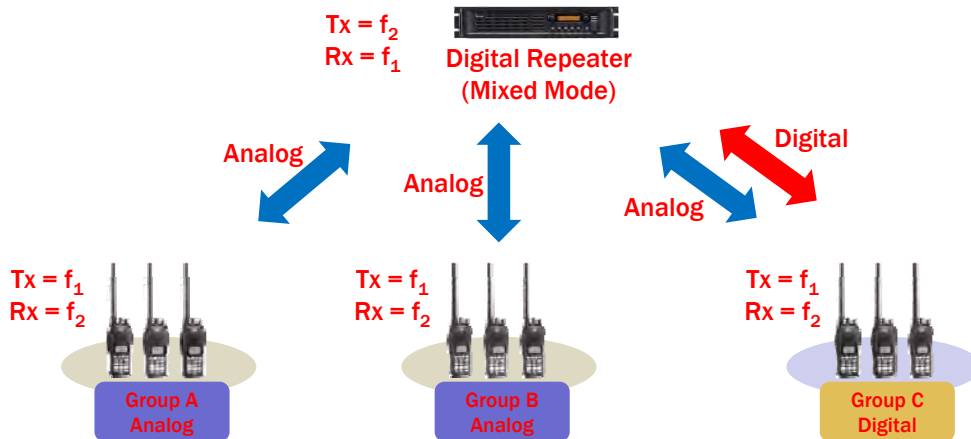 Tx = f₂
Rx = f₁
Digital Repeater
(Mixed Mode)
Analog
Analog
Analog
Digital
Tx = f₁
Rx = f₂
Tx = f₁
Rx = f₂
Tx = f₁
Rx = f₂
Group A
Analog
Group B
Analog
Group C
Digital